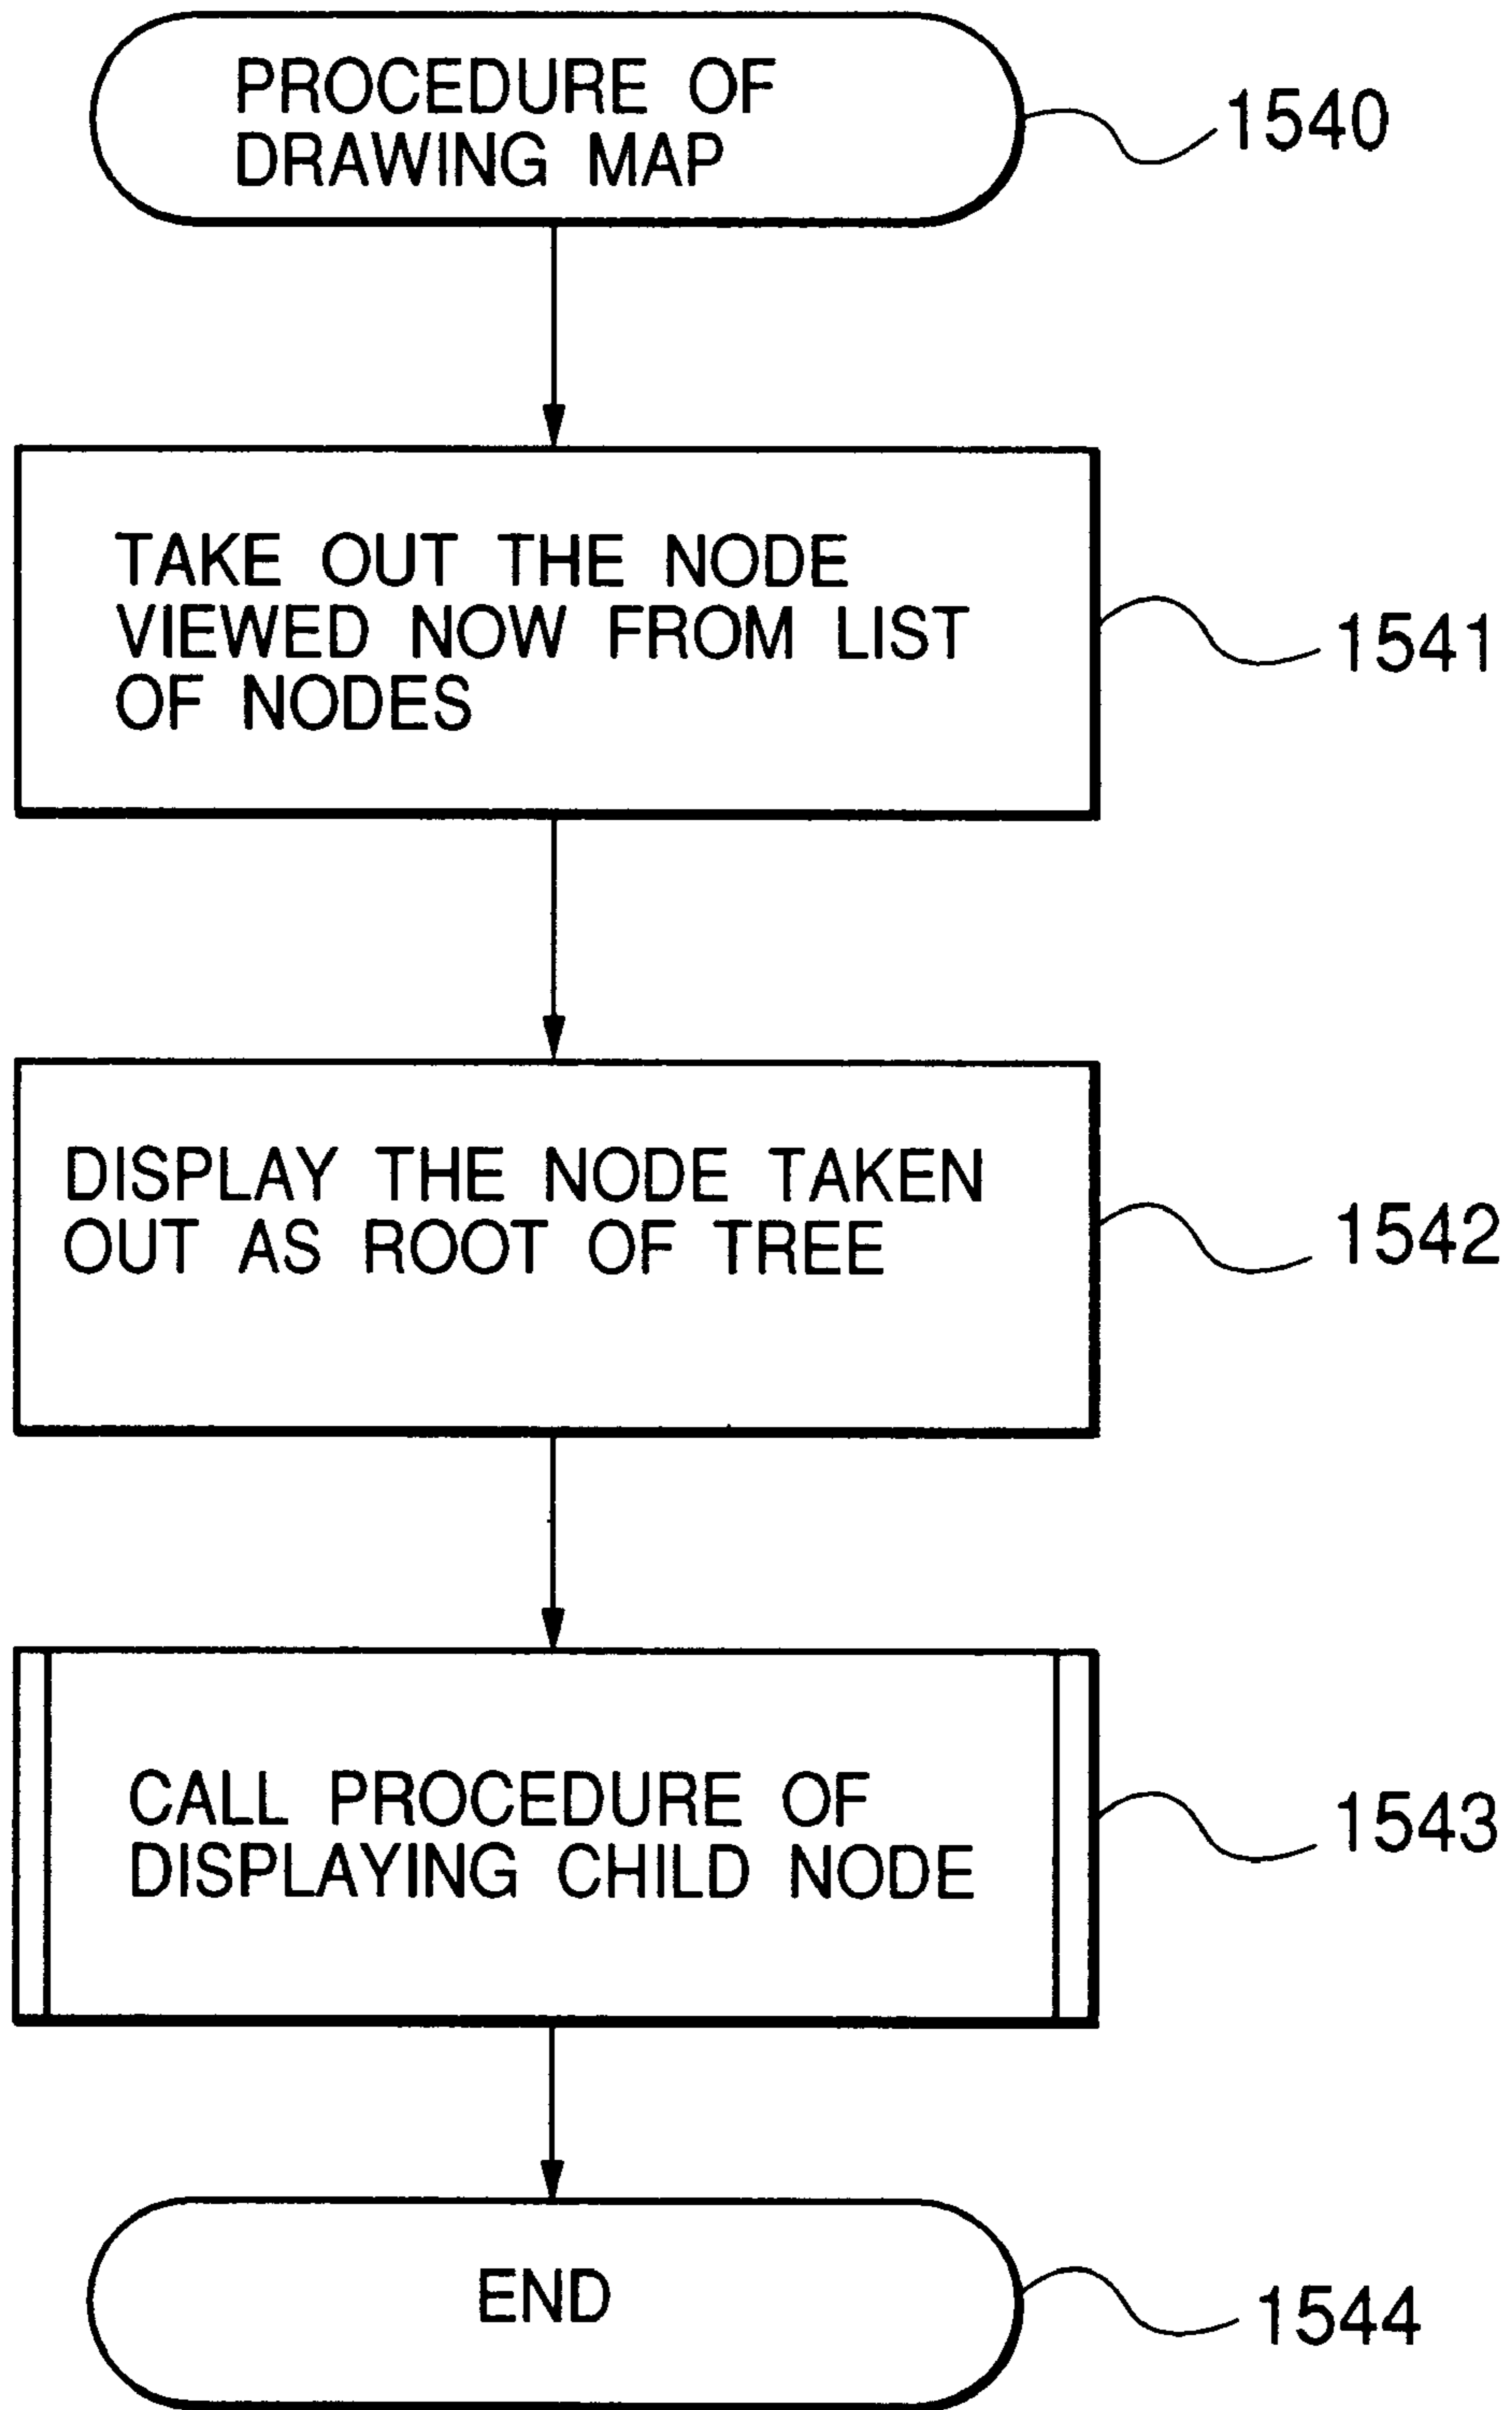 PROCEDURE OF
DRAWING MAP
1540
TAKE OUT THE NODE
VIEWED NOW FROM LIST
OF NODES
1541
DISPLAY THE NODE TAKEN
OUT AS ROOT OF TREE
1542
CALL PROCEDURE OF
DISPLAYING CHILD NODE
1543
END
1544